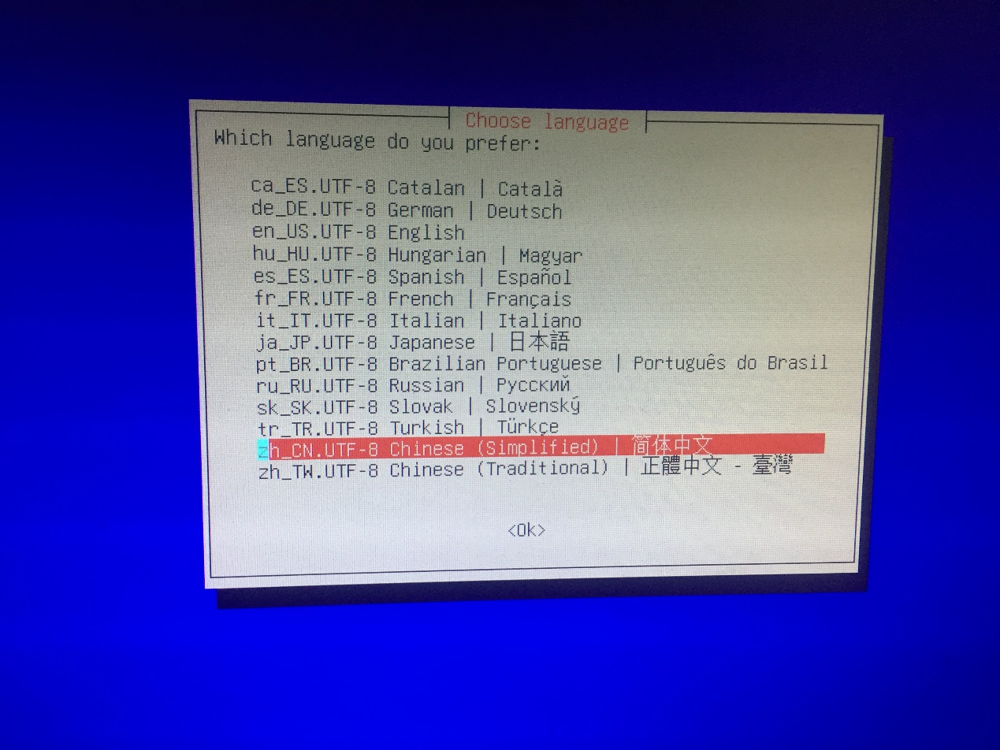 Choose language
Which language do you prefer:
ca_ES.UTF-8 Catalan | Català
de_DE.UTF-8 German | Deutsch
en_US.UTF-8 English
hu_HU.UTF-8 Hungarian | Magyar
es_ES.UTF-8 Spanish | Español
fr_FR.UTF-8 French | Français
it_IT.UTF-8 Italian | Italiano
ja_JP.UTF-8 Japanese | 日本語
pt_BR.UTF-8 Brazilian Portuguese | Português do Brasil
ru_RU.UTF-8 Russian | Русский
sk_SK.UTF-8 Slovak | Slovenský
tr_TR.UTF-8 Turkish | Türkçe
zh_CN.UTF-8 Chinese (Simplified) | 简体中文
zh_TW.UTF-8 Chinese (Traditional) | 正體中文 - 臺灣
<Ok>